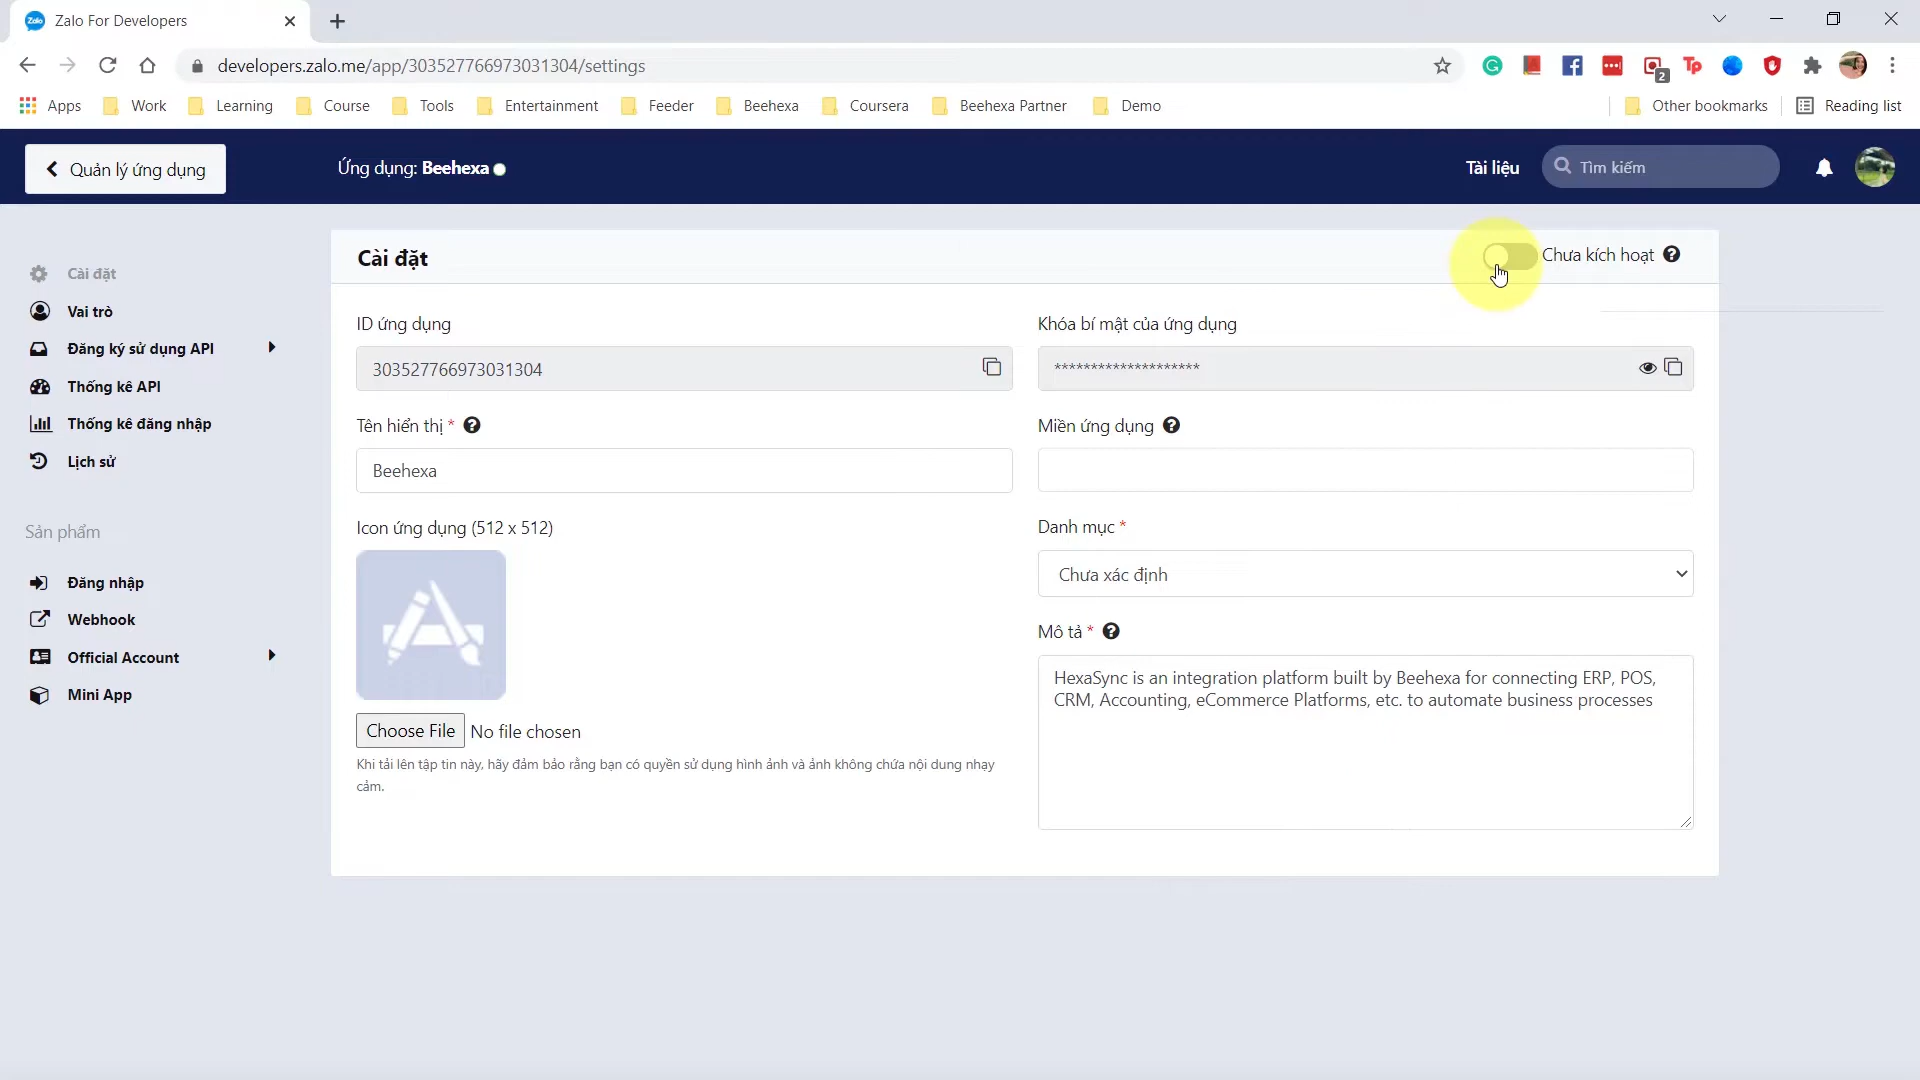 Zalo For Developers
developers.zalo.me/app/303527766973031304/settings
2
Apps Work Learning Course Tools Entertainment Feeder Beehexa Coursera Beehexa Partner Demo Other bookmarks Reading list
Quản lý ứng dụng
Ứng dụng: Beehexa
Tài liệu
Tìm kiếm
Cài đặt
Vai trò
Đăng ký sử dụng API
Thống kê API
Thống kê đăng nhập
Lịch sử
Sản phẩm
Đăng nhập
Webhook
Official Account
Mini App
Cài đặt
Chưa kích hoạt
ID ứng dụng
303527766973031304
Tên hiển thị *
Beehexa
Icon ứng dụng (512 x 512)
Choose File No file chosen
Khi tải lên tập tin này, hãy đảm bảo rằng bạn có quyền sử dụng hình ảnh và ảnh không chứa nội dung nhạy
cảm.
Khóa bí mật của ứng dụng
********************
Miền ứng dụng
Danh mục *
Chưa xác định
Mô tả *
HexaSync is an integration platform built by Beehexa for connecting ERP, POS,
CRM, Accounting, eCommerce Platforms, etc. to automate business processes